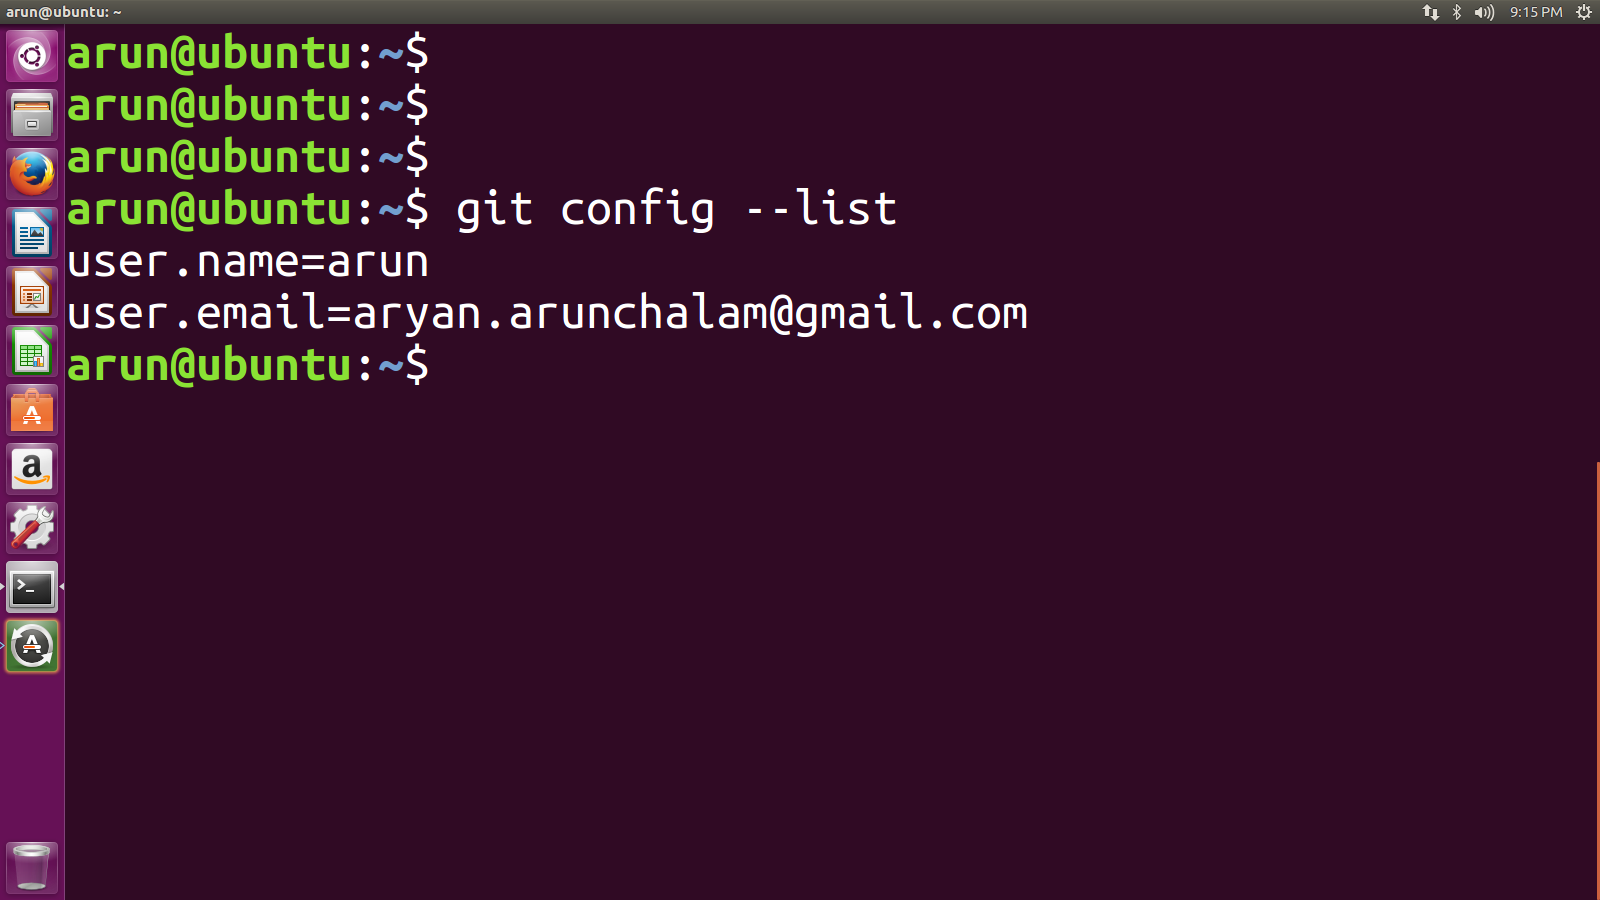 arun@ubuntu: ~
9:15 PM
arun@ubuntu:~$
arun@ubuntu:~$
arun@ubuntu:~$
arun@ubuntu:~$ git config --list
user.name=arun
user.email=aryan.arunchalam@gmail.com
arun@ubuntu:~$